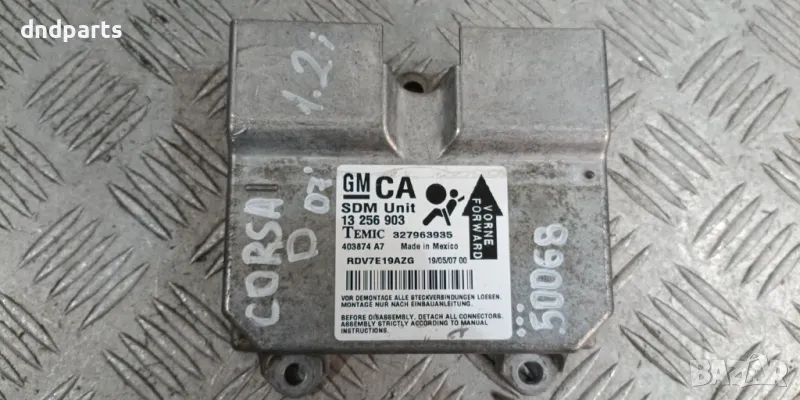 dndparts
1.2i
CORSA
D 07'
GM CA
SDM Unit
13 256 903
TEMIC 327963935
403874 A7 Made in Mexico
RDV7E19AZG 19/05/07 00
VORNE
FORWARD
VOR DEMONTAGE ALLE STECKVERBINDUNGEN LOESEN.
MONTAGE NUR NACH EINBAUANLEITUNG.
BEFORE DISASSEMBLY, DETACH ALL CONNECTORS.
ASSEMBLY STRICTLY ACCORDING TO MANUAL
INSTRUCTIONS.
50068
BAZAR